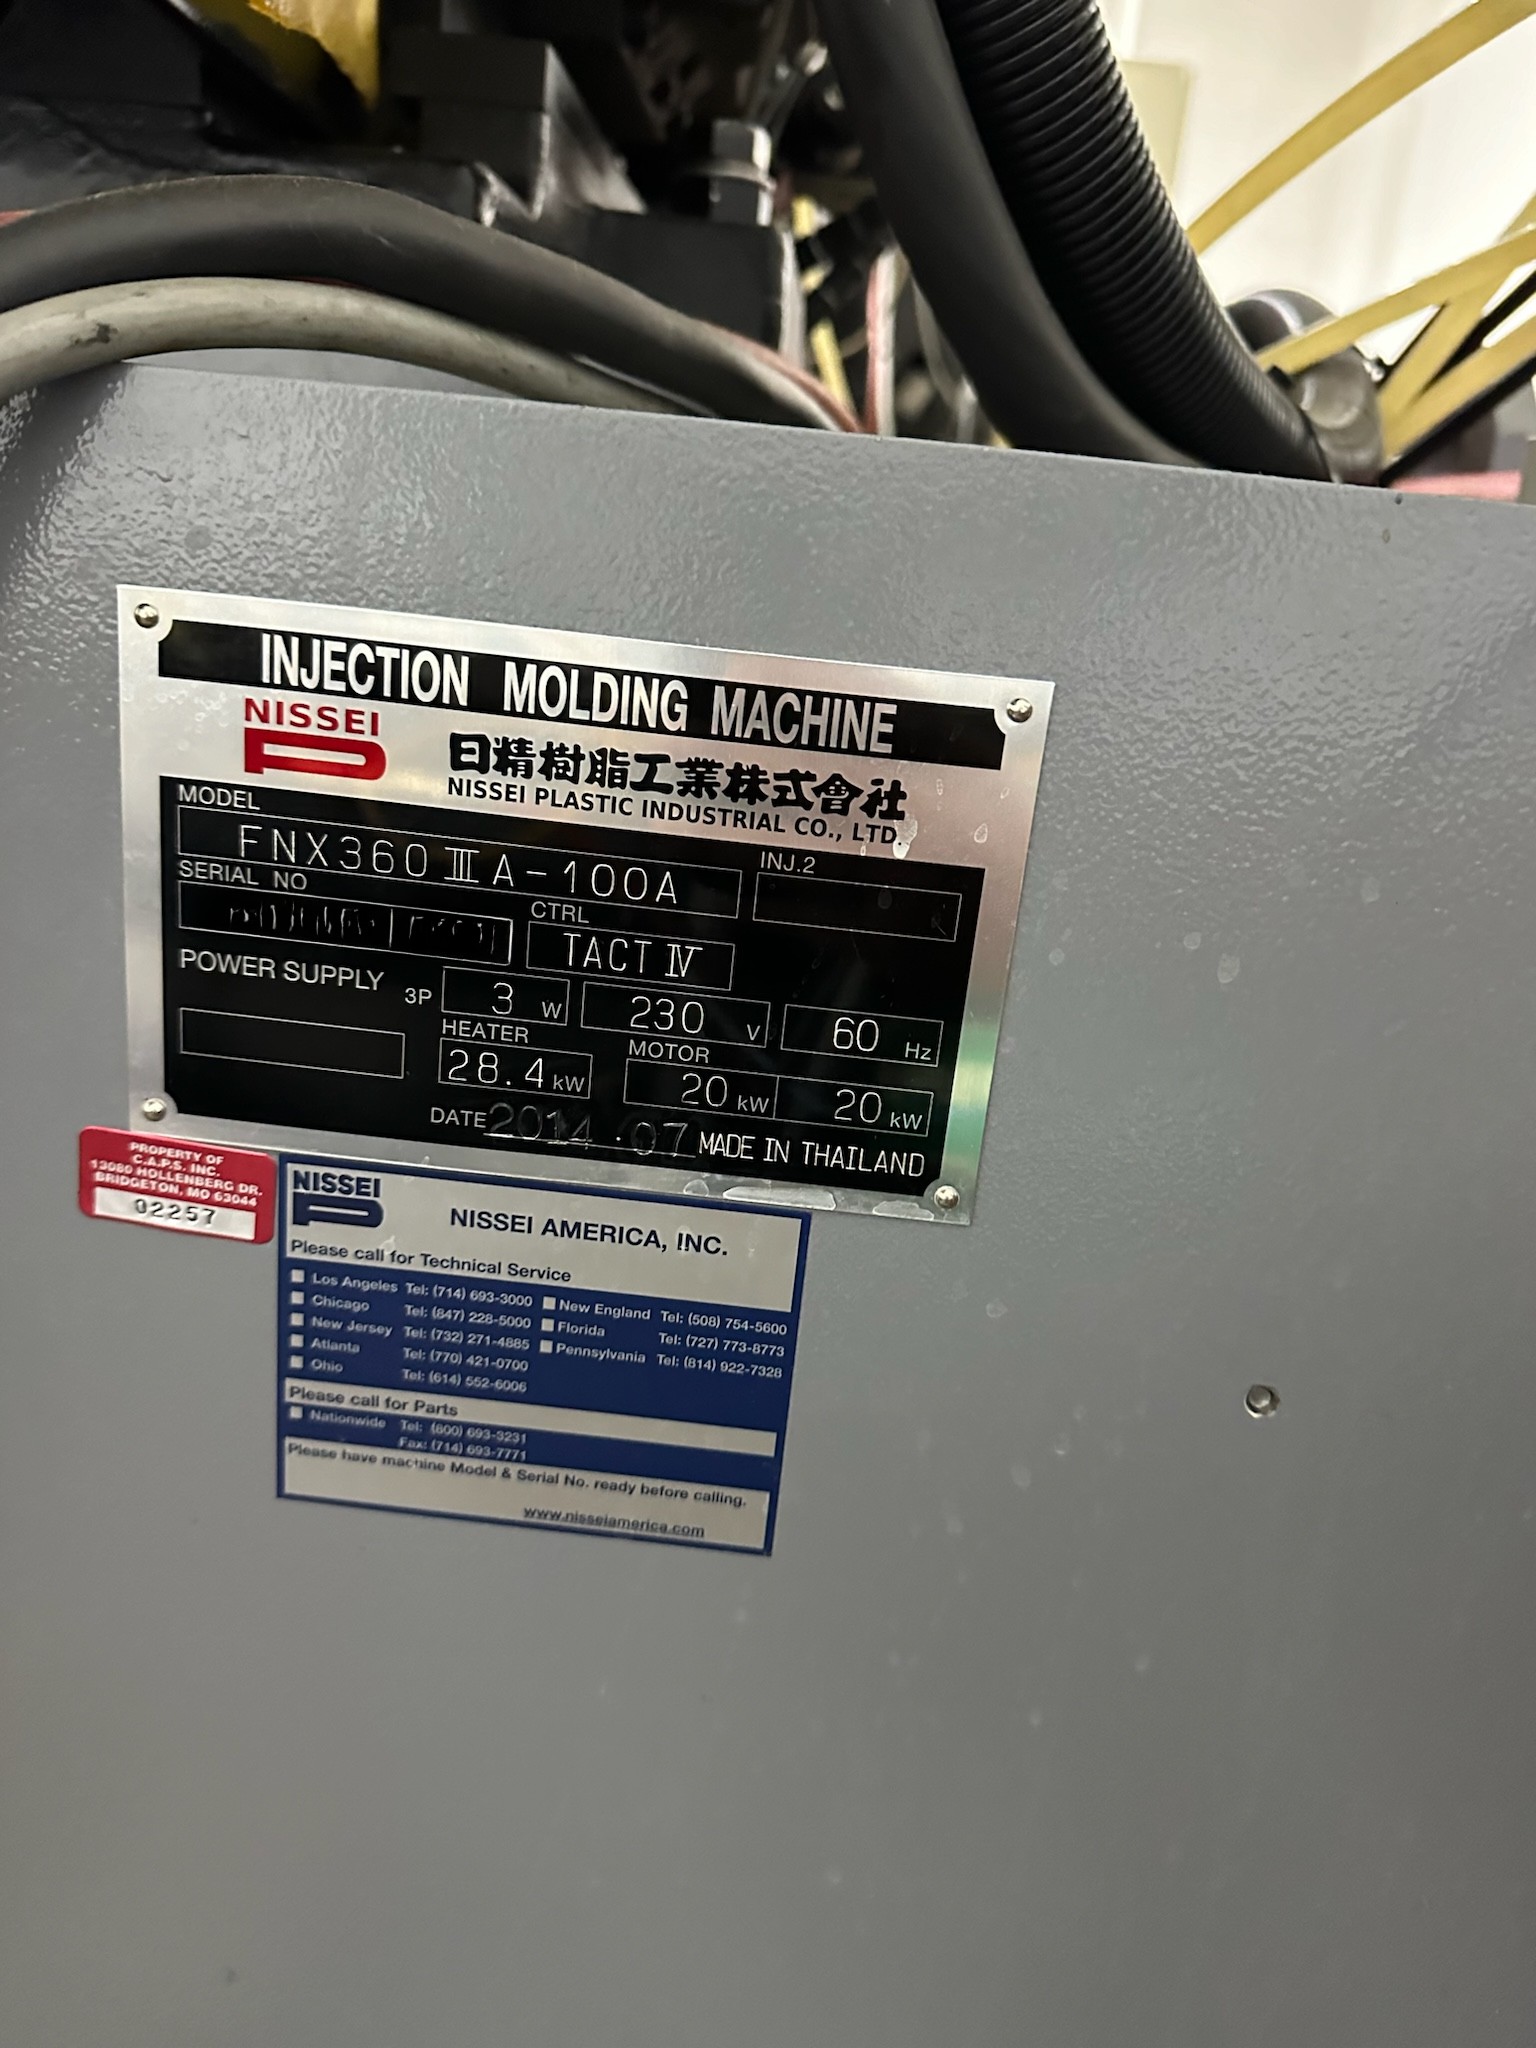 INJECTION MOLDING MACHINE
NISSEI
日精樹脂工業株式會社
NISSEI PLASTIC INDUSTRIAL CO., LTD.
MODEL
FNX360ⅢA-100A
INJ.2
SERIAL NO
CTRL
TACT Ⅳ
POWER SUPPLY 3P 3 W 230 V 60 Hz
HEATER
28.4 kW
MOTOR
20 kW 20 kW
DATE 2014.07 MADE IN THAILAND
PROPERTY OF
C.A.P.S. INC.
13080 HOLLENBERG DR.
BRIDGETON, MO 63044
02257
NISSEI
NISSEI AMERICA, INC.
Please call for Technical Service
Los Angeles Tel: (714) 693-3000
Chicago Tel: (847) 228-5000
New Jersey Tel: (732) 271-4885
Atlanta Tel: (770) 421-0700
Ohio Tel: (614) 552-6006
New England Tel: (508) 754-5600
Florida Tel: (727) 773-8773
Pennsylvania Tel: (814) 922-7328
Please call for Parts
Nationwide Tel: (800) 693-3231
Fax: (714) 693-7771
Please have machine Model & Serial No. ready before calling.
www.nisseiamerica.com